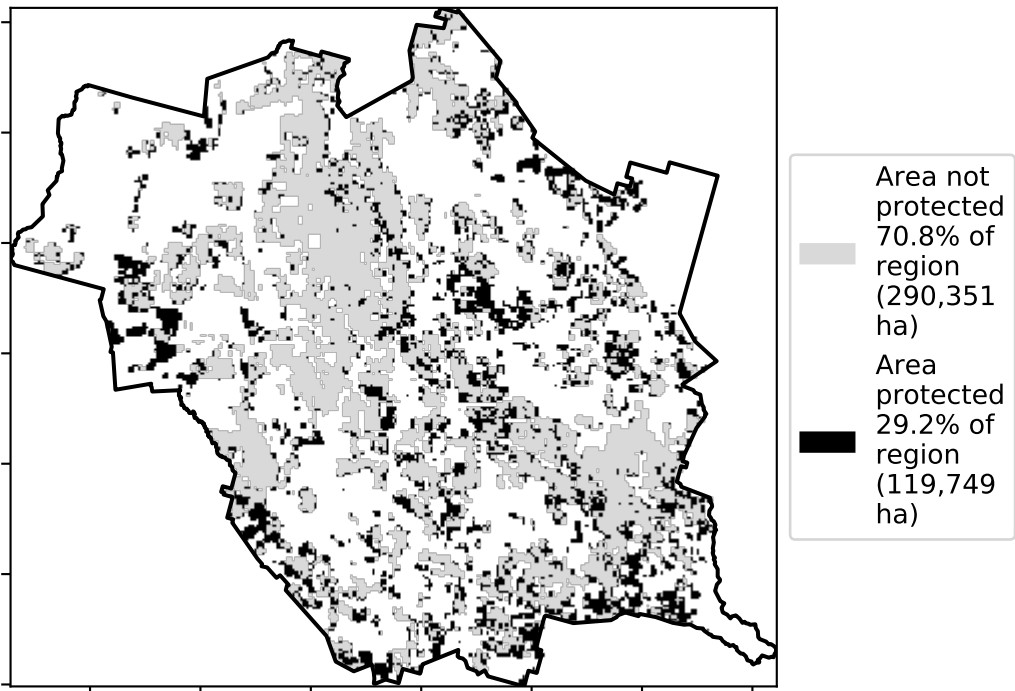 Area not
protected
70.8% of
region
(290,351
ha)
Area
protected
29.2% of
region
(119,749
ha)